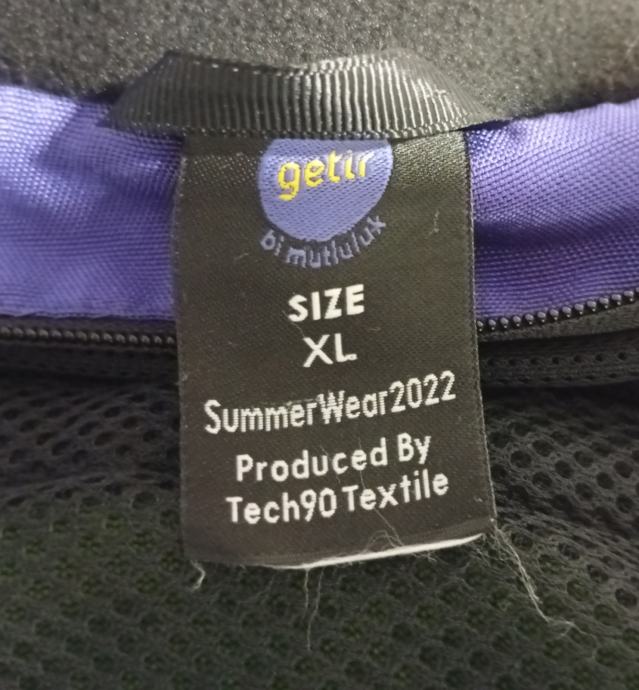 getir
bi mutluluk
SIZE
XL
SummerWear2022
Produced By
Tech90 Textile